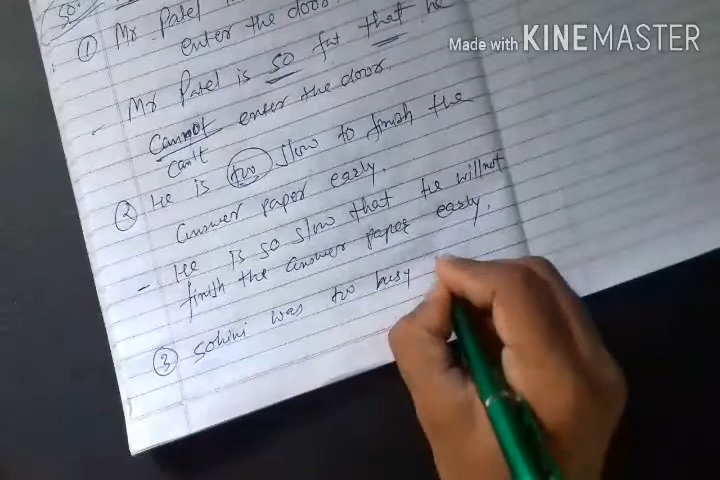 so
① Mr Patel
enter the door.
Mr Patel is so fat that he
cannot enter the door.
can't
② He is too slow to finish the
answer paper early.
- He is so slow that he will not
finish the answer paper early.
③ Sohini was too busy
Made with KINEMASTER